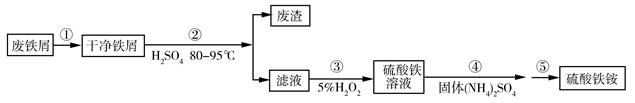 废渣
① ②
废铁屑 干净铁屑 H₂SO₄ 80-95℃
滤液 ③ 5%H₂O₂ 硫酸铁溶液 ④ 固体(NH₄)₂SO₄ ⑤ 硫酸铁铵